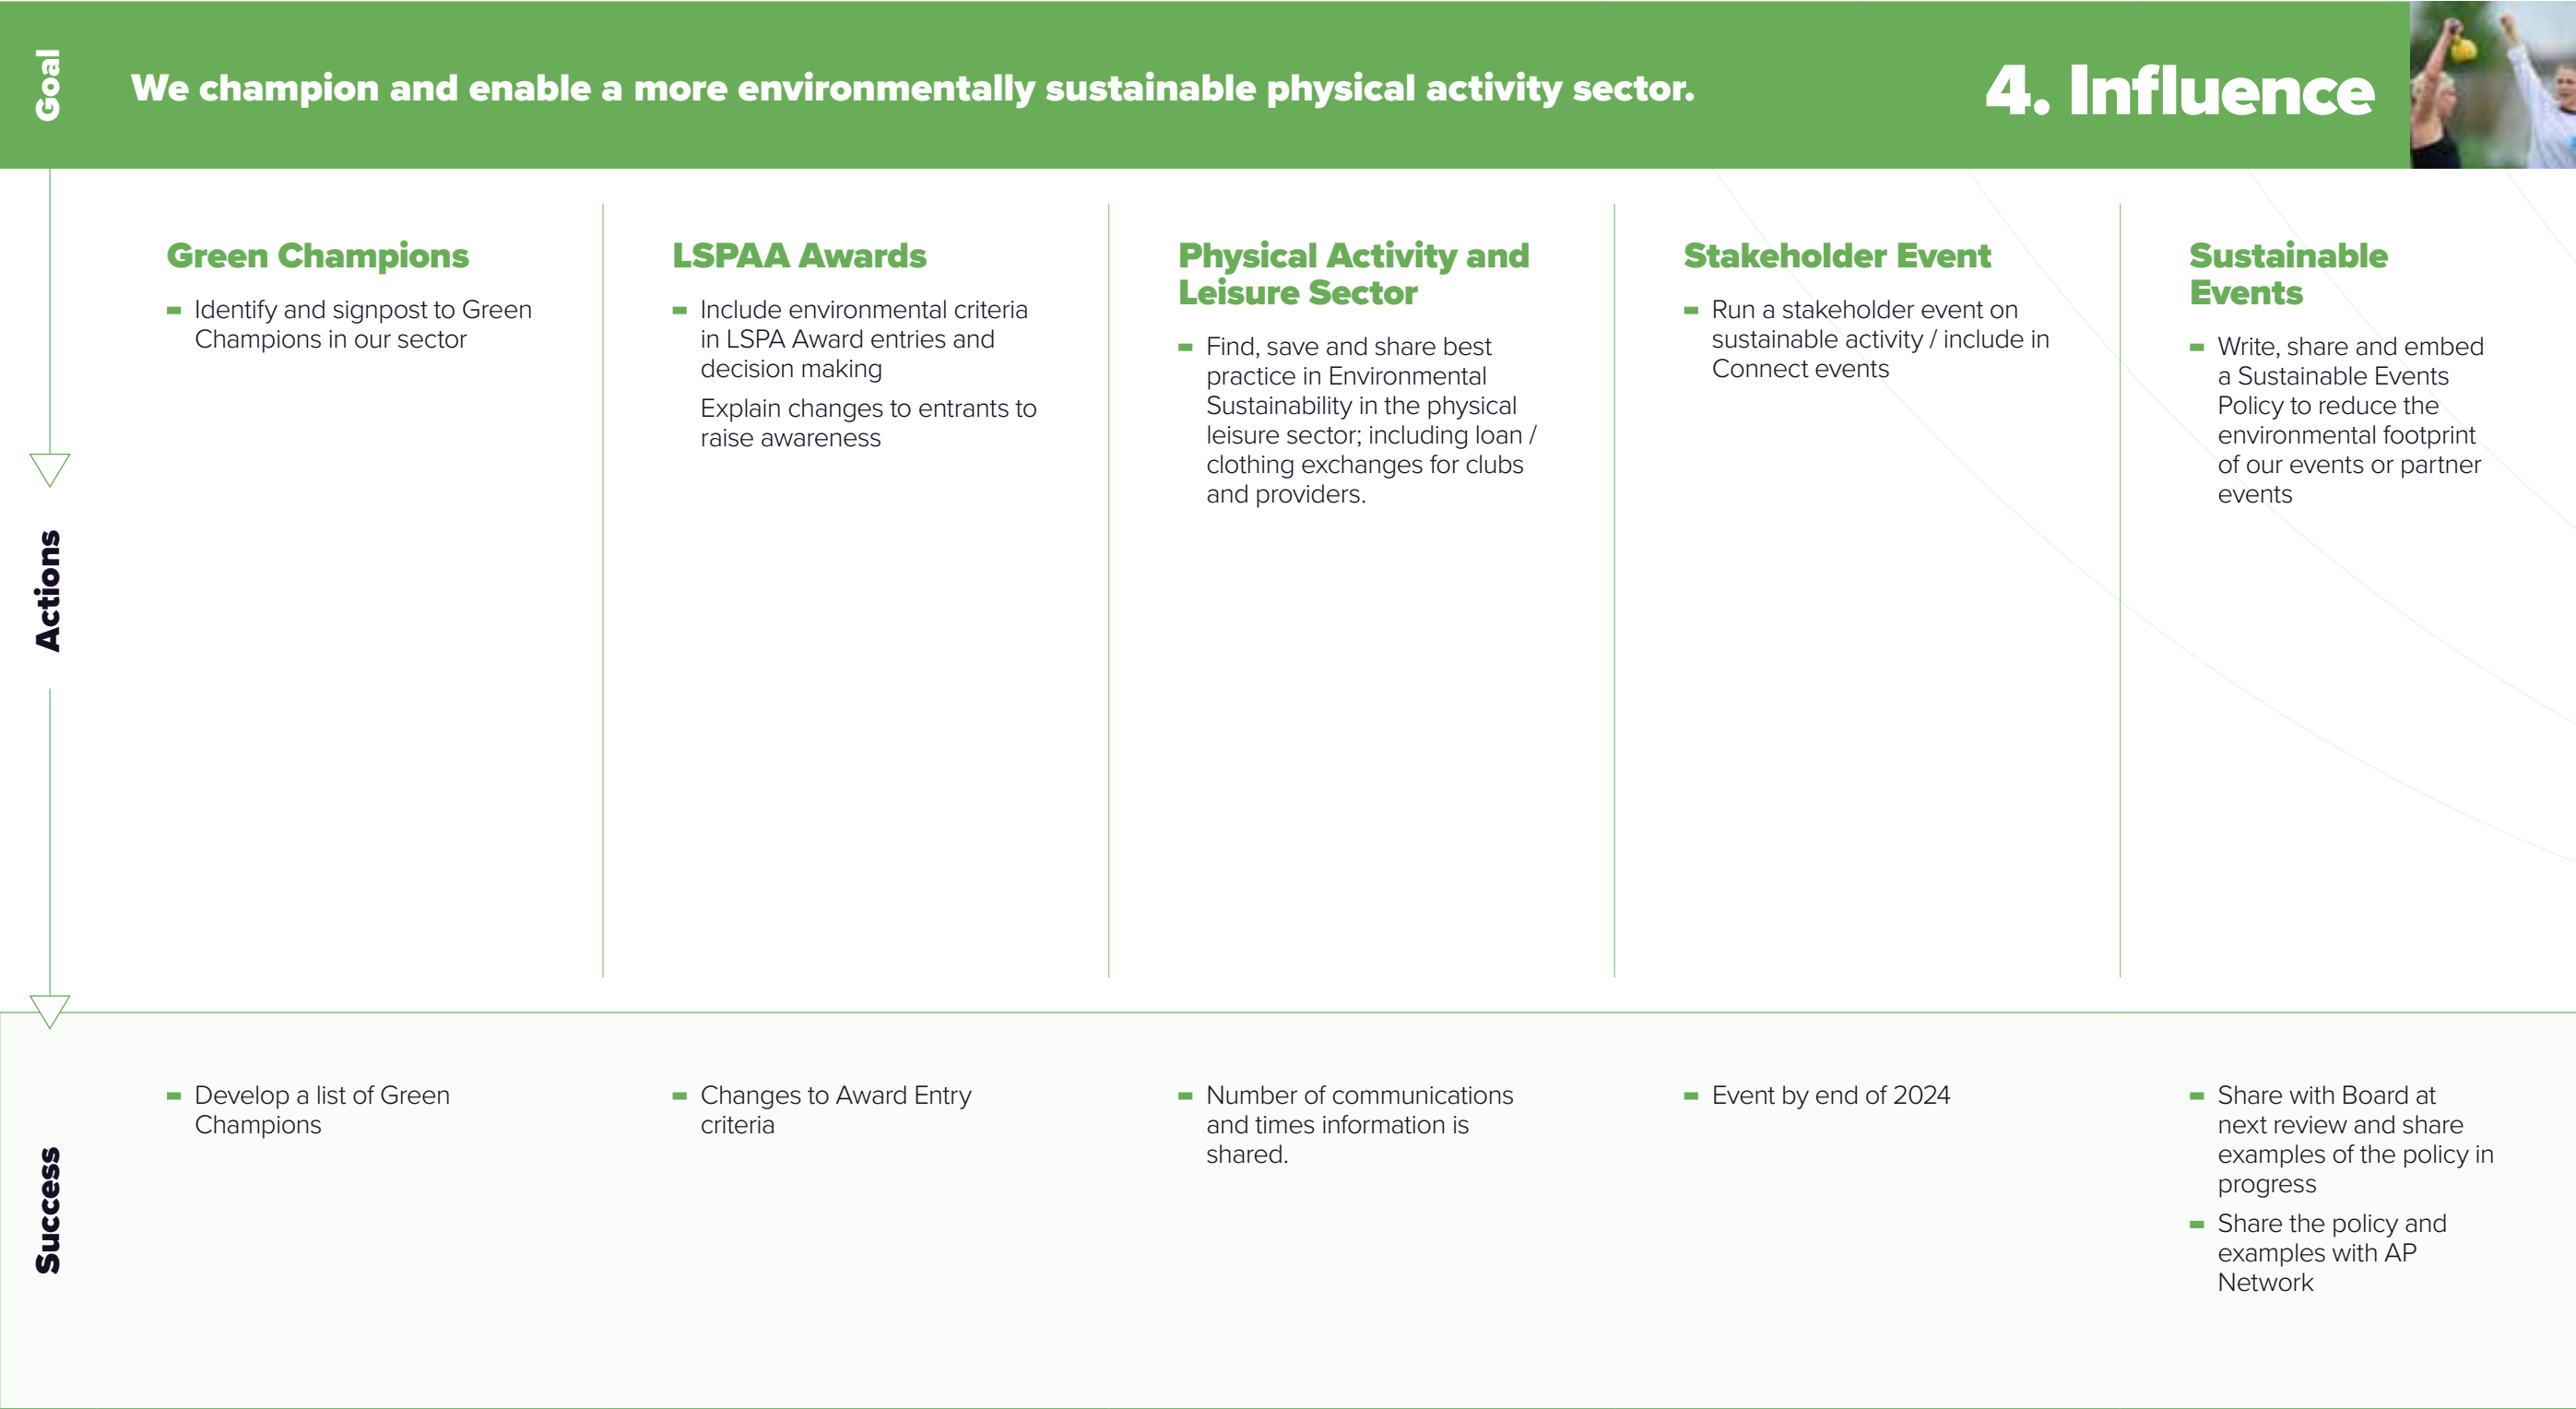 Goal
We champion and enable a more environmentally sustainable physical activity sector.
4. Influence
Actions
Green Champions
Identify and signpost to Green
Champions in our sector
LSPAA Awards
Include environmental criteria
in LSPA Award entries and
decision making
Explain changes to entrants to
raise awareness
Physical Activity and
Leisure Sector
Find, save and share best
practice in Environmental
Sustainability in the physical
leisure sector; including loan /
clothing exchanges for clubs
and providers.
Stakeholder Event
Run a stakeholder event on
sustainable activity / include in
Connect events
Sustainable
Events
Write, share and embed
a Sustainable Events
Policy to reduce the
environmental footprint
of our events or partner
events
Success
Develop a list of Green
Champions
Changes to Award Entry
criteria
Number of communications
and times information is
shared.
Event by end of 2024
Share with Board at
next review and share
examples of the policy in
progress
Share the policy and
examples with AP
Network